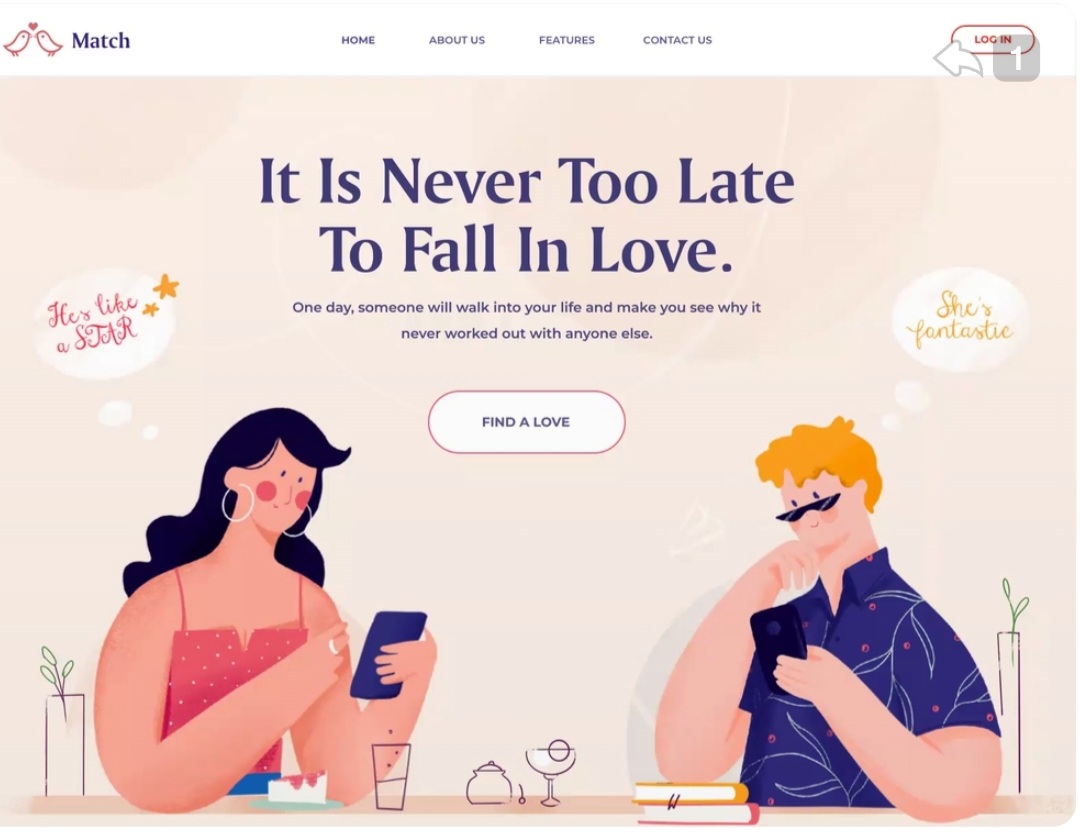 Match
HOME
ABOUT US
FEATURES
CONTACT US
LOG IN
1
It Is Never Too Late
To Fall In Love.
One day, someone will walk into your life and make you see why it
never worked out with anyone else.
He's like
a STAR
She's
fantastic
FIND A LOVE